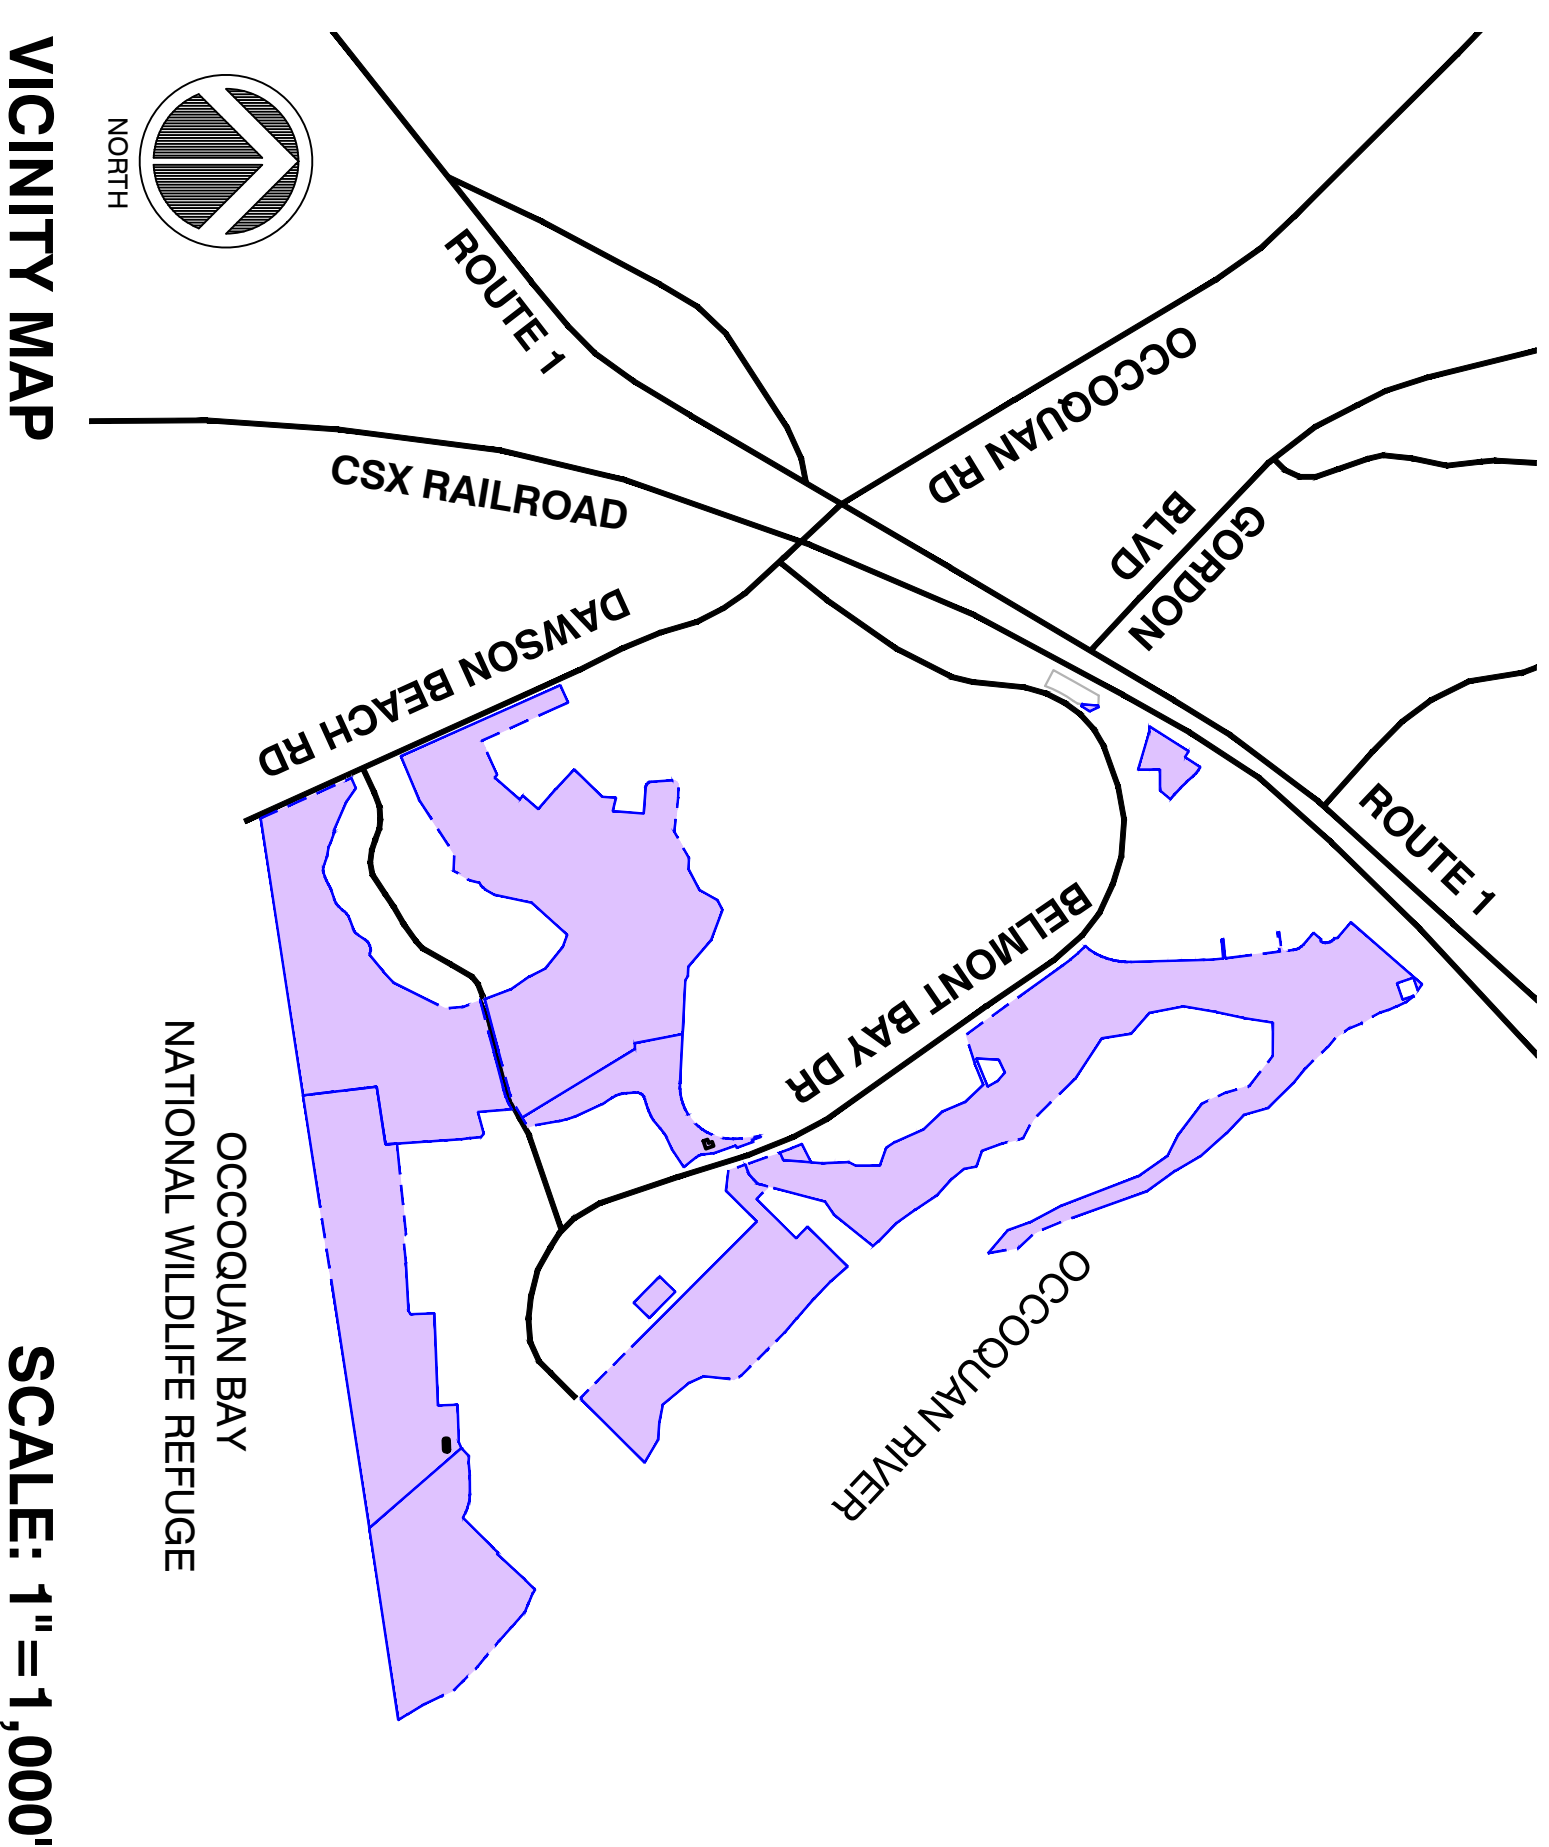 NORTH
ROUTE 1
OCCOQUAN RD
CSX RAILROAD
GORDON
BLVD
DAWSON BEACH RD
ROUTE 1
BELMONT BAY DR
OCCOQUAN RIVER
OCCOQUAN BAY
NATIONAL WILDLIFE REFUGE
VICINITY MAP
SCALE: 1"=1,000'